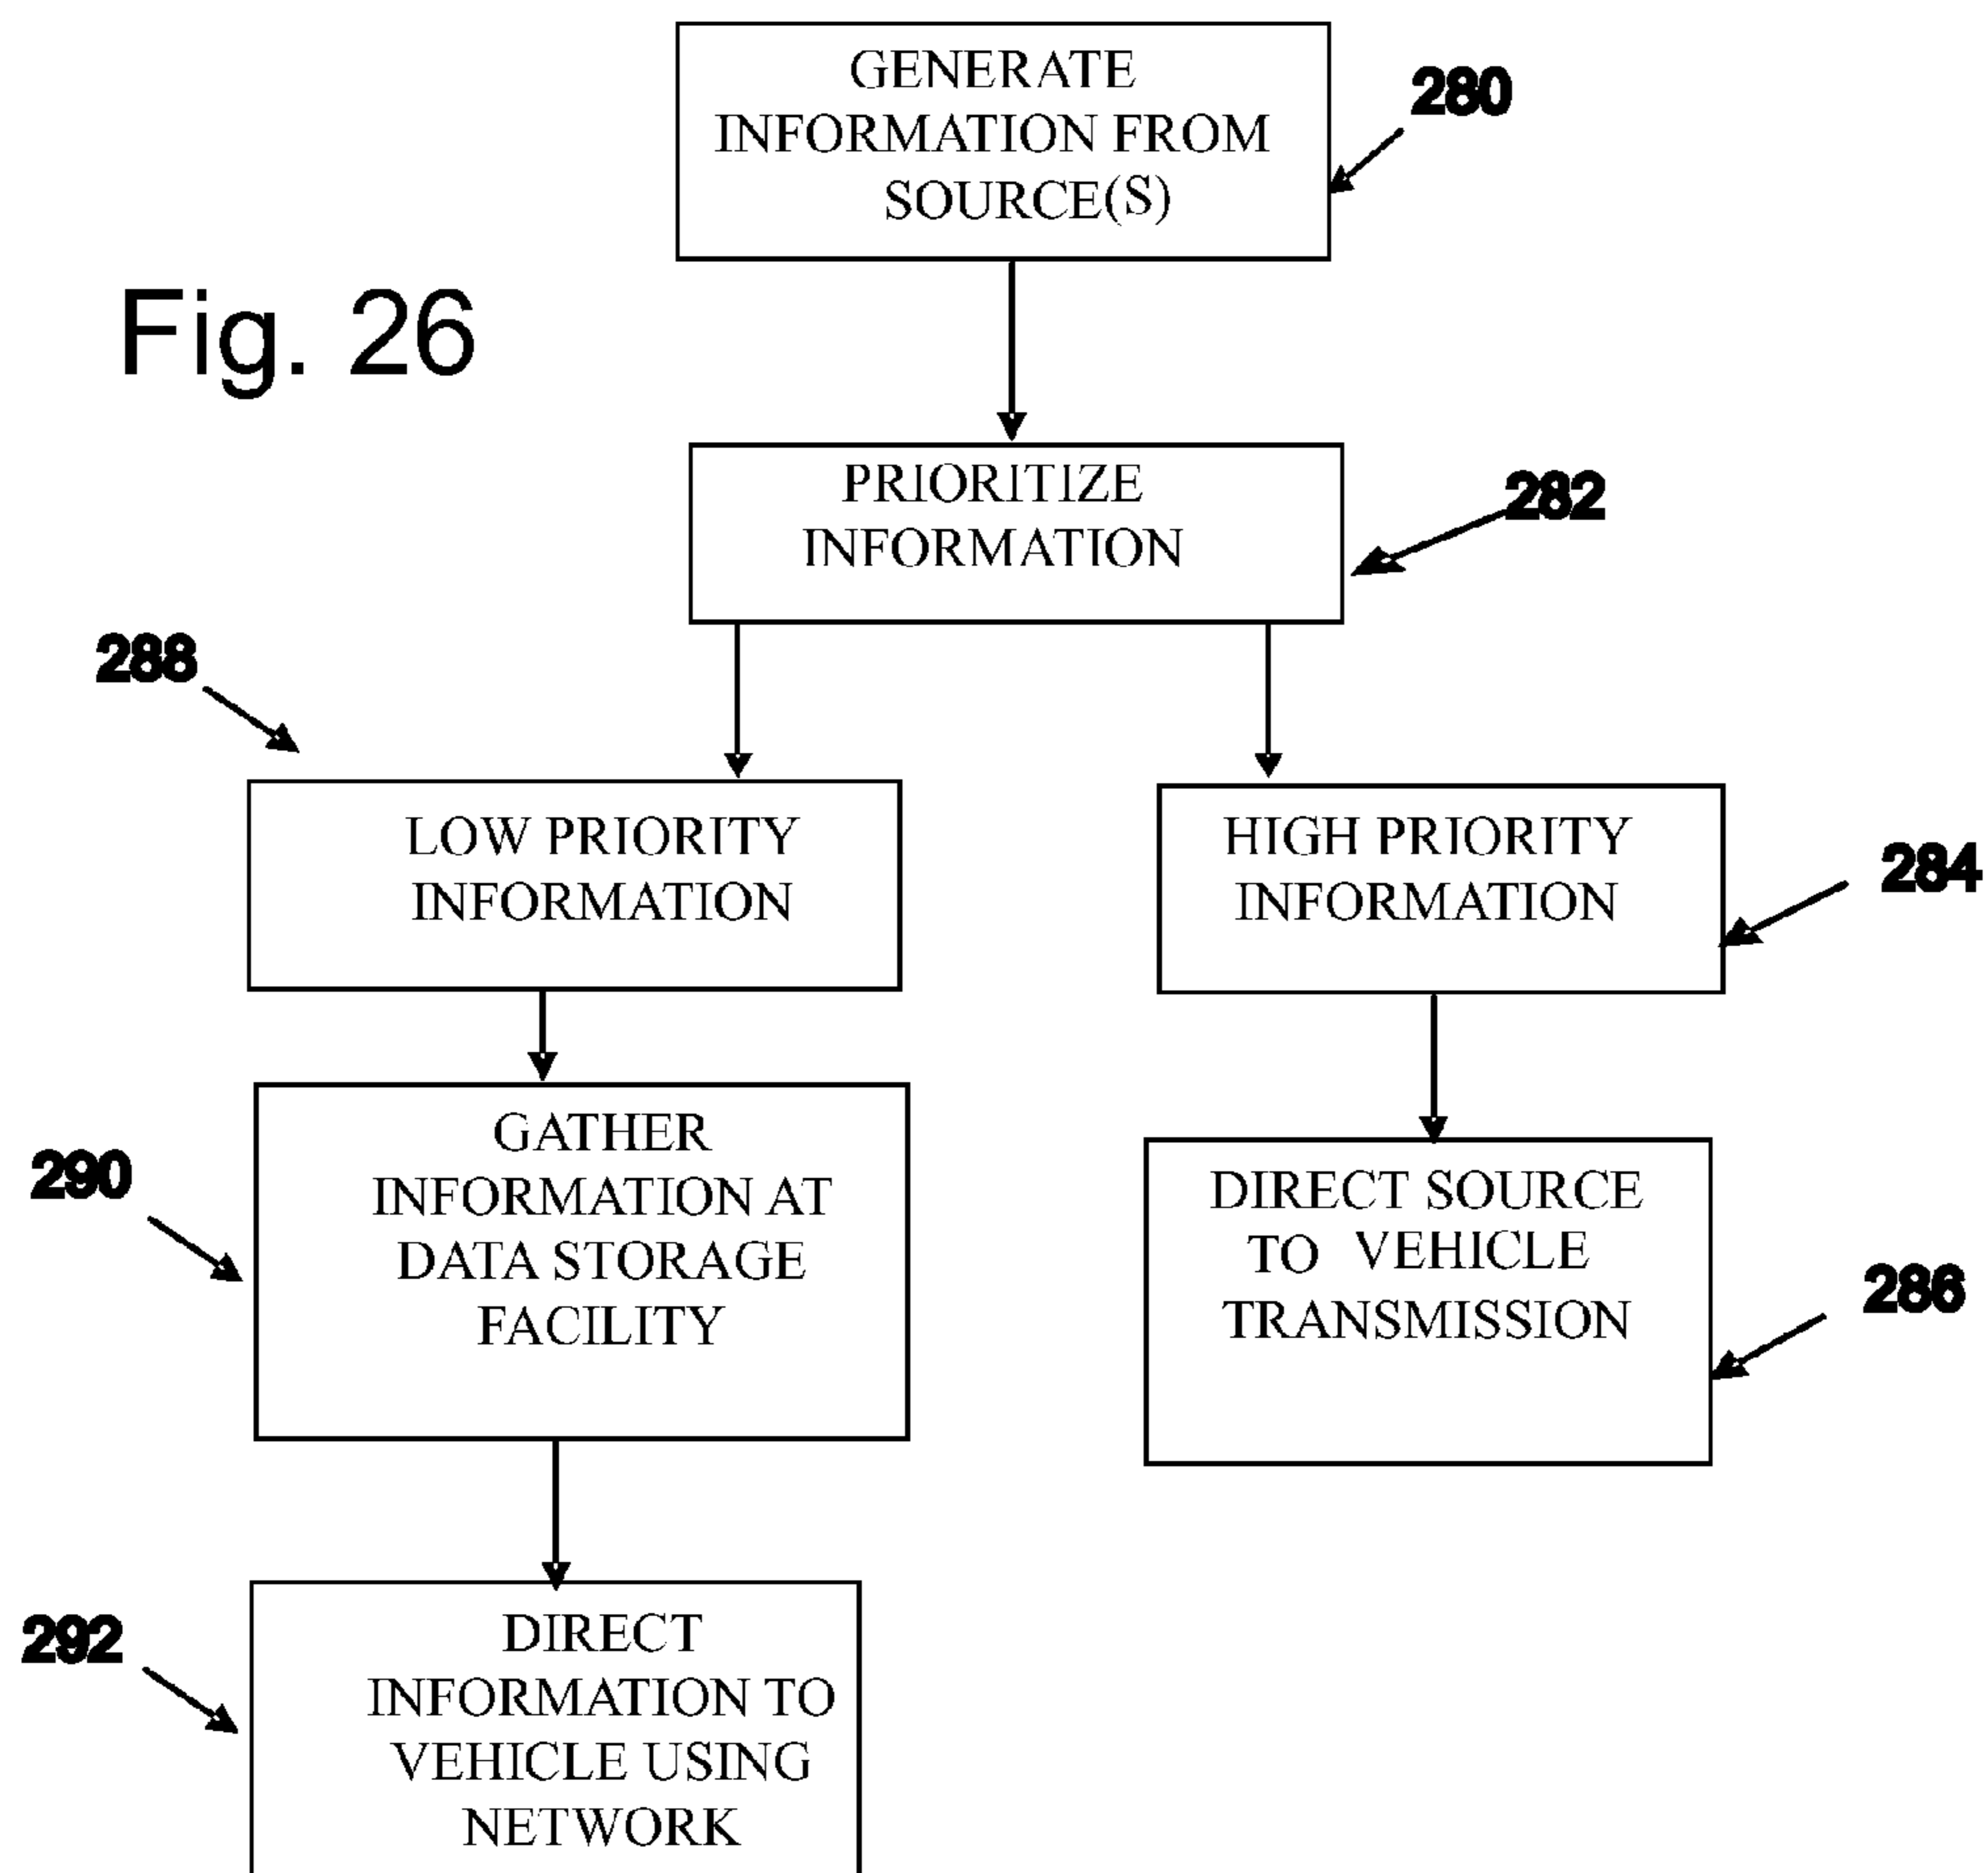 GENERATE
INFORMATION FROM
SOURCE(S)
280
Fig. 26
PRIORITIZE
INFORMATION
282
288
LOW PRIORITY
INFORMATION
HIGH PRIORITY
INFORMATION
284
290
GATHER
INFORMATION AT
DATA STORAGE
FACILITY
DIRECT SOURCE
TO VEHICLE
TRANSMISSION
286
292
DIRECT
INFORMATION TO
VEHICLE USING
NETWORK